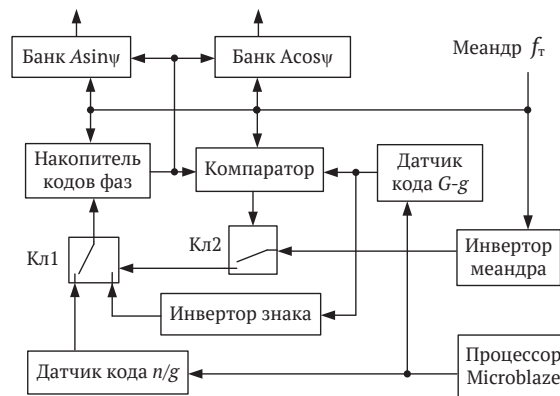 Банк Asinψ
Банк Acosψ
Меандр fт
Накопитель
кодов фаз
Компаратор
Датчик
кода G-g
Кл1
Кл2
Инвертор
меандра
Инвертор знака
Датчик кода n/g
Процессор
Microblaze